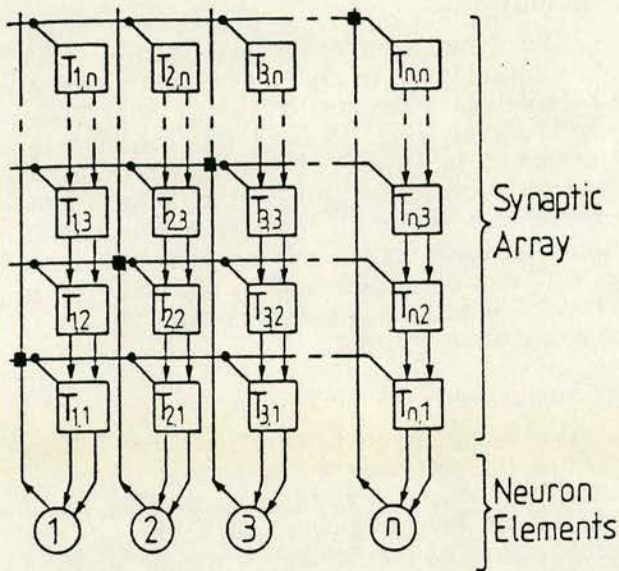 T1,n T2,n T3,n Tn,n
T1,3 T2,3 T3,3 Tn,3
T1,2 T2,2 T3,2 Tn,2
T1,1 T2,1 T3,1 Tn,1
Synaptic
Array
1 2 3 n
Neuron
Elements